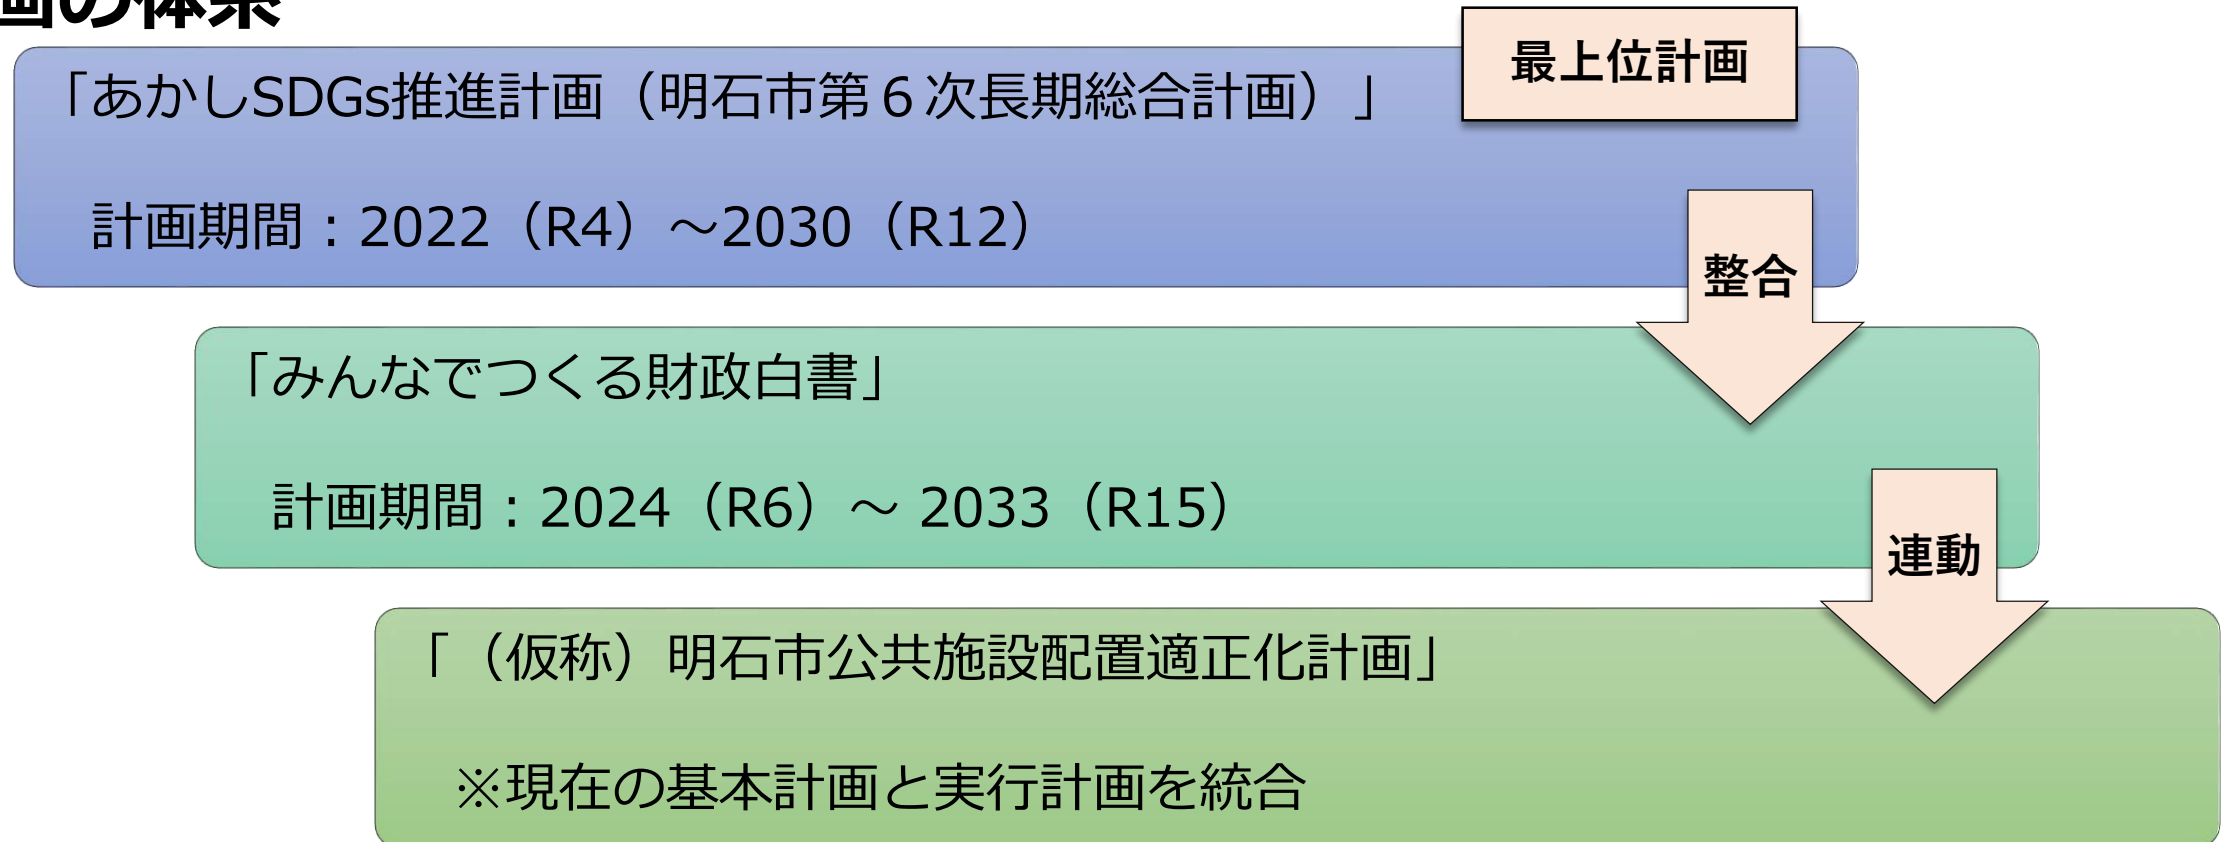 画の体系
最上位計画
「あかしSDGs推進計画（明石市第６次長期総合計画）」
計画期間：2022（R4）～2030（R12）
整合
「みんなでつくる財政白書」
計画期間：2024（R6）～ 2033（R15）
連動
「（仮称）明石市公共施設配置適正化計画」
※現在の基本計画と実行計画を統合